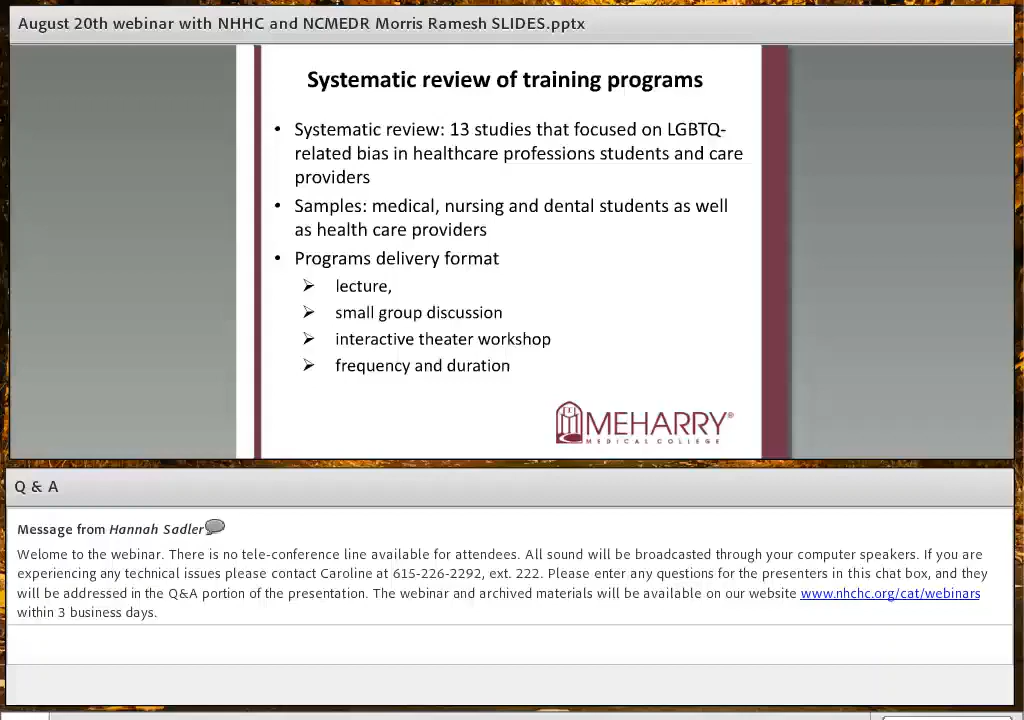 August 20th webinar with NHHC and NCMEDR Morris Ramesh SLIDES.pptx
Systematic review of training programs
• Systematic review: 13 studies that focused on LGBTQ-
related bias in healthcare professions students and care
providers
• Samples: medical, nursing and dental students as well
as health care providers
• Programs delivery format
➢ lecture,
➢ small group discussion
➢ interactive theater workshop
➢ frequency and duration
MEHARRY®
MEDICAL COLLEGE
Q & A
Message from Hannah Sadler
Welome to the webinar. There is no tele-conference line available for attendees. All sound will be broadcasted through your computer speakers. If you are
experiencing any technical issues please contact Caroline at 615-226-2292, ext. 222. Please enter any questions for the presenters in this chat box, and they
will be addressed in the Q&A portion of the presentation. The webinar and archived materials will be available on our website www.nhchc.org/cat/webinars
within 3 business days.